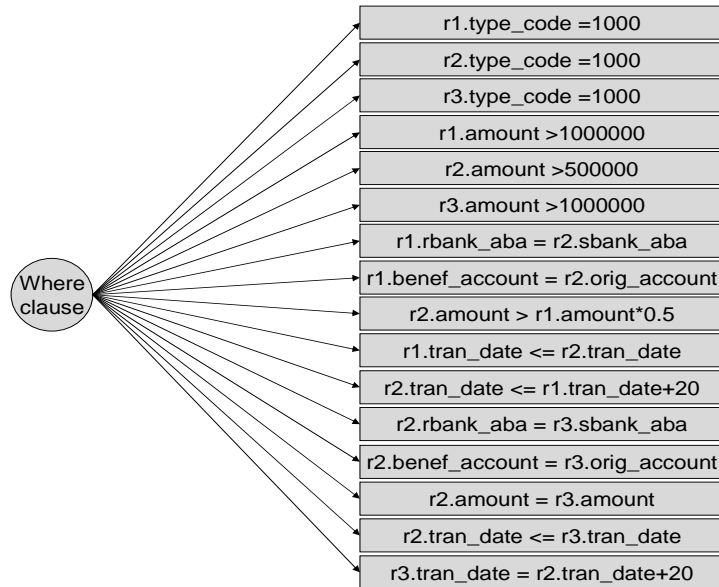 r1.type_code =1000
r2.type_code =1000
r3.type_code =1000
r1.amount >1000000
r2.amount >500000
r3.amount >1000000
r1.rbank_aba = r2.sbank_aba
r1.benef_account = r2.orig_account
r2.amount > r1.amount*0.5
r1.tran_date <= r2.tran_date
r2.tran_date <= r1.tran_date+20
r2.rbank_aba = r3.sbank_aba
r2.benef_account = r3.orig_account
r2.amount = r3.amount
r2.tran_date <= r3.tran_date
r3.tran_date = r2.tran_date+20
Where
clause